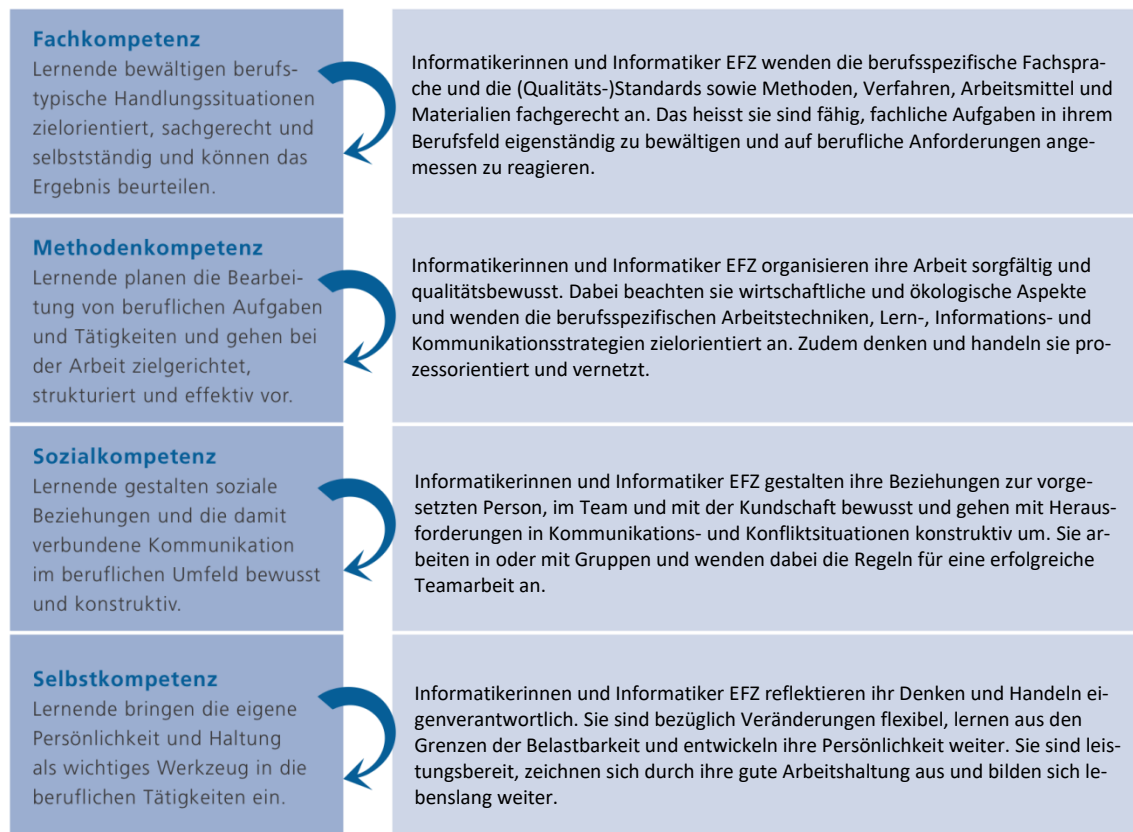 Fachkompetenz
Lernende bewältigen berufs-
typische Handlungssituationen
zielorientiert, sachgerecht und
selbstständig und können das
Ergebnis beurteilen.
Informatikerinnen und Informatiker EFZ wenden die berufsspezifische Fachspra-
che und die (Qualitäts-)Standards sowie Methoden, Verfahren, Arbeitsmittel und
Materialien fachgerecht an. Das heisst sie sind fähig, fachliche Aufgaben in ihrem
Berufsfeld eigenständig zu bewältigen und auf berufliche Anforderungen ange-
messen zu reagieren.
Methodenkompetenz
Lernende planen die Bearbei-
tung von beruflichen Aufgaben
und Tätigkeiten und gehen bei
der Arbeit zielgerichtet,
strukturiert und effektiv vor.
Informatikerinnen und Informatiker EFZ organisieren ihre Arbeit sorgfältig und
qualitätsbewusst. Dabei beachten sie wirtschaftliche und ökologische Aspekte
und wenden die berufsspezifischen Arbeitstechniken, Lern-, Informations- und
Kommunikationsstrategien zielorientiert an. Zudem denken und handeln sie pro-
zessorientiert und vernetzt.
Sozialkompetenz
Lernende gestalten soziale
Beziehungen und die damit
verbundene Kommunikation
im beruflichen Umfeld bewusst
und konstruktiv.
Informatikerinnen und Informatiker EFZ gestalten ihre Beziehungen zur vorge-
setzten Person, im Team und mit der Kundschaft bewusst und gehen mit Heraus-
forderungen in Kommunikations- und Konfliktsituationen konstruktiv um. Sie ar-
beiten in oder mit Gruppen und wenden dabei die Regeln für eine erfolgreiche
Teamarbeit an.
Selbstkompetenz
Lernende bringen die eigene
Persönlichkeit und Haltung
als wichtiges Werkzeug in die
beruflichen Tätigkeiten ein.
Informatikerinnen und Informatiker EFZ reflektieren ihr Denken und Handeln ei-
genverantwortlich. Sie sind bezüglich Veränderungen flexibel, lernen aus den
Grenzen der Belastbarkeit und entwickeln ihre Persönlichkeit weiter. Sie sind leis-
tungsbereit, zeichnen sich durch ihre gute Arbeitshaltung aus und bilden sich le-
benslang weiter.